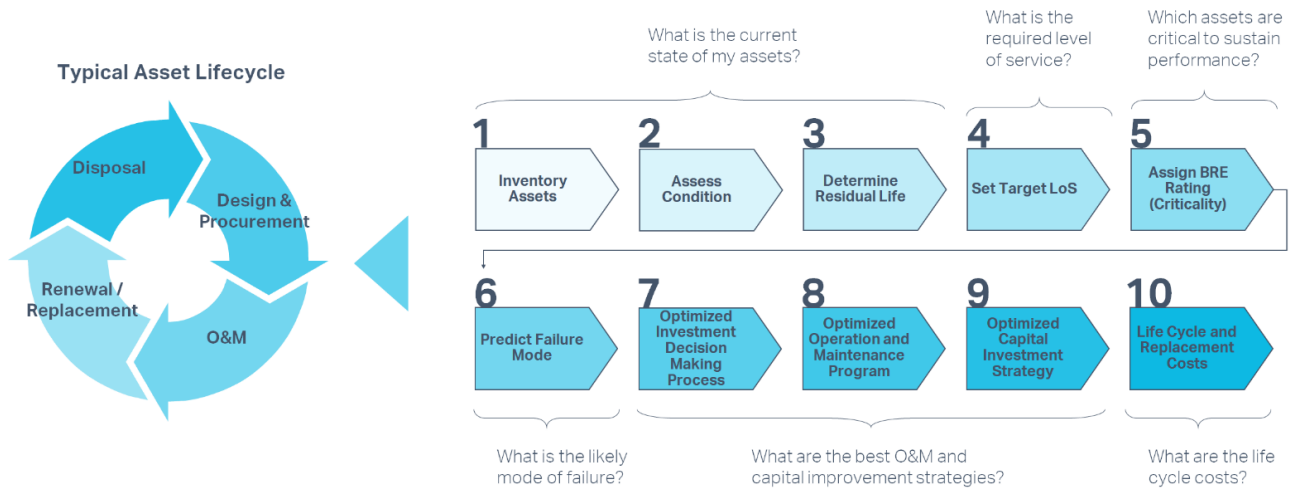 Typical Asset Lifecycle
Disposal
Design &
Procurement
O&M
Renewal /
Replacement
What is the current
state of my assets?
What is the
required level
of service?
Which assets are
critical to sustain
performance?
1
Inventory
Assets
2
Assess
Condition
3
Determine
Residual Life
4
Set Target LoS
5
Assign BRE
Rating
(Criticality)
6
Predict Failure
Mode
7
Optimized
Investment
Decision
Making
Process
8
Optimized
Operation and
Maintenance
Program
9
Optimized
Capital
Investment
Strategy
10
Life Cycle and
Replacement
Costs
What is the likely
mode of failure?
What are the best O&M and
capital improvement strategies?
What are the life
cycle costs?